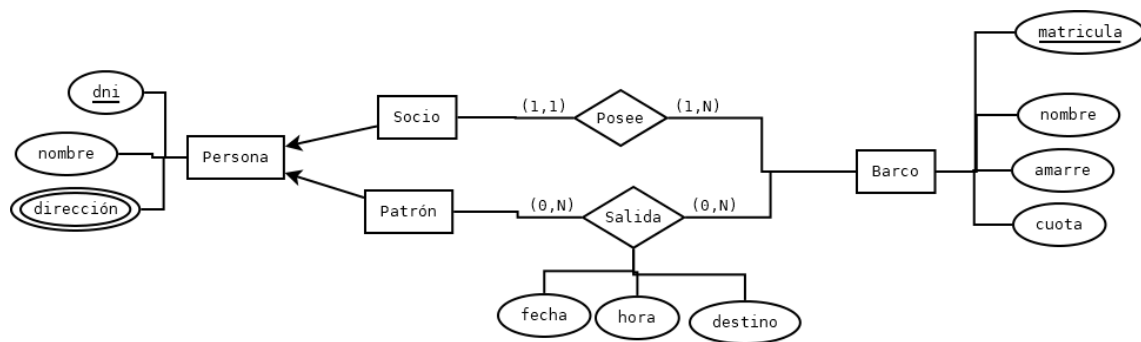 matricula
dni
Socio
(1,1)
Posee
(1,N)
nombre
nombre
Persona
Barco
amarre
dirección
Patrón
(0,N)
Salida
(0,N)
cuota
fecha
hora
destino